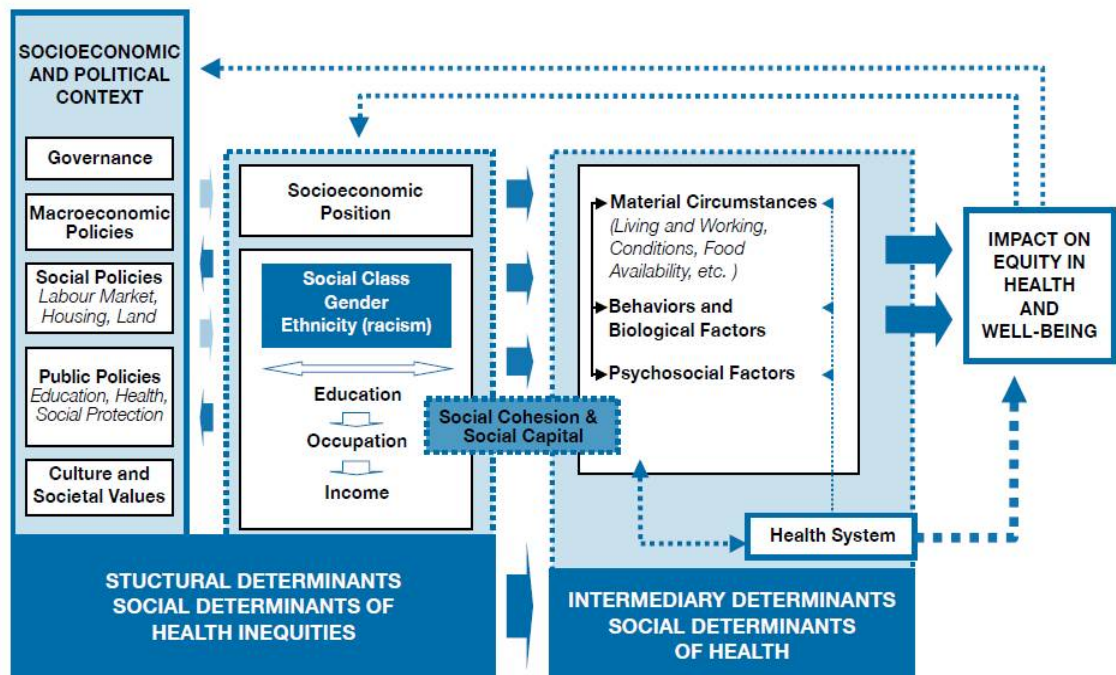 SOCIOECONOMIC
AND POLITICAL
CONTEXT
Governance
Macroeconomic
Policies
Social Policies
Labour Market,
Housing, Land
Public Policies
Education, Health,
Social Protection
Culture and
Societal Values
Socioeconomic
Position
Social Class
Gender
Ethnicity (racism)
Education
Occupation
Income
Social Cohesion &
Social Capital
Material Circumstances
(Living and Working,
Conditions, Food
Availability, etc. )
Behaviors and
Biological Factors
Psychosocial Factors
Health System
IMPACT ON
EQUITY IN
HEALTH
AND
WELL-BEING
STUCTURAL DETERMINANTS
SOCIAL DETERMINANTS OF
HEALTH INEQUITIES
INTERMEDIARY DETERMINANTS
SOCIAL DETERMINANTS
OF HEALTH